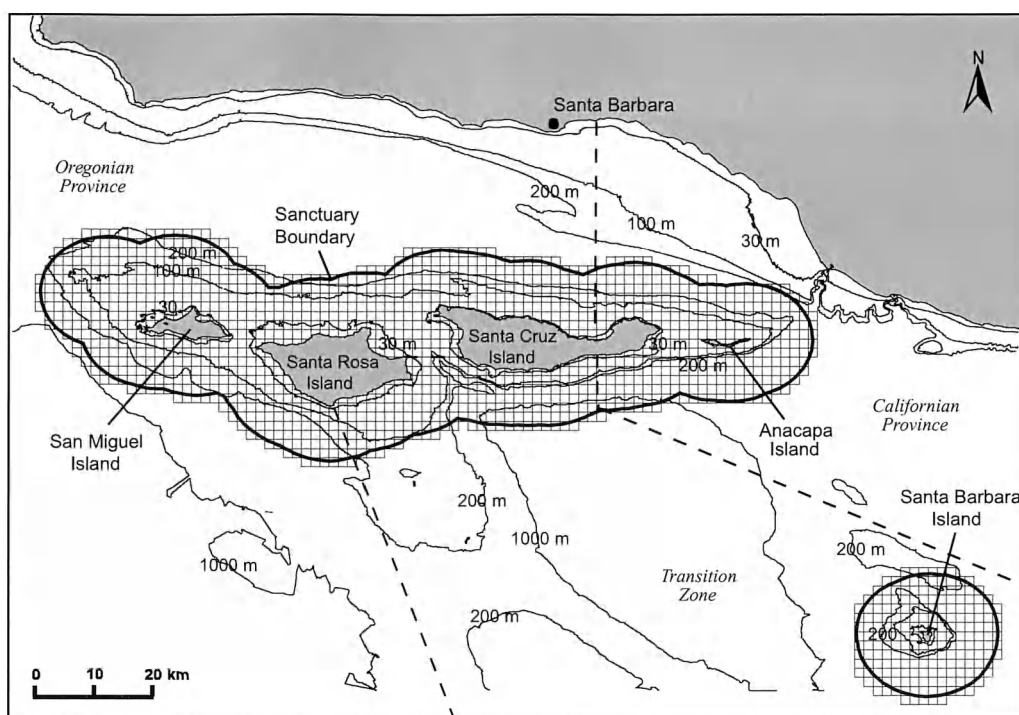 N
Santa Barbara
Oregonian
Province
200 m
100 m
30 m
Sanctuary
Boundary
200 m
100 m
30
Santa Cruz
Island
30 m
30 m
Santa Rosa
Island
200 m
San Miguel
Island
Anacapa
Island
Californian
Province
Santa Barbara
Island
200 m
200 m
1000 m
1000 m
Transition
Zone
200 m
200
0 10 20 km